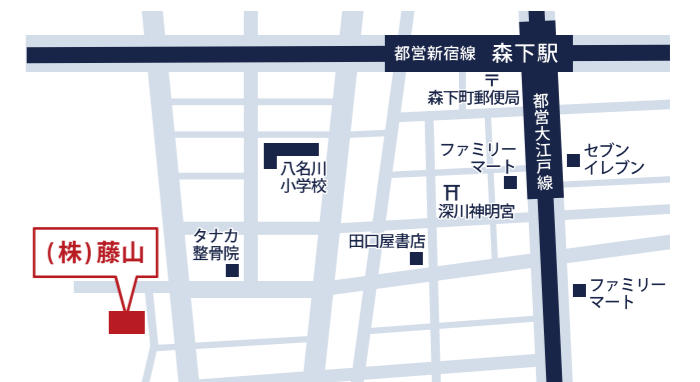 都営新宿線 森下駅
〒
森下町郵便局
都営大江戸線
ファミリー
マート
セブン
イレブン
八名川
小学校
深川神明宮
タナカ
整骨院
田口屋書店
(株)藤山
ファミリー
マート